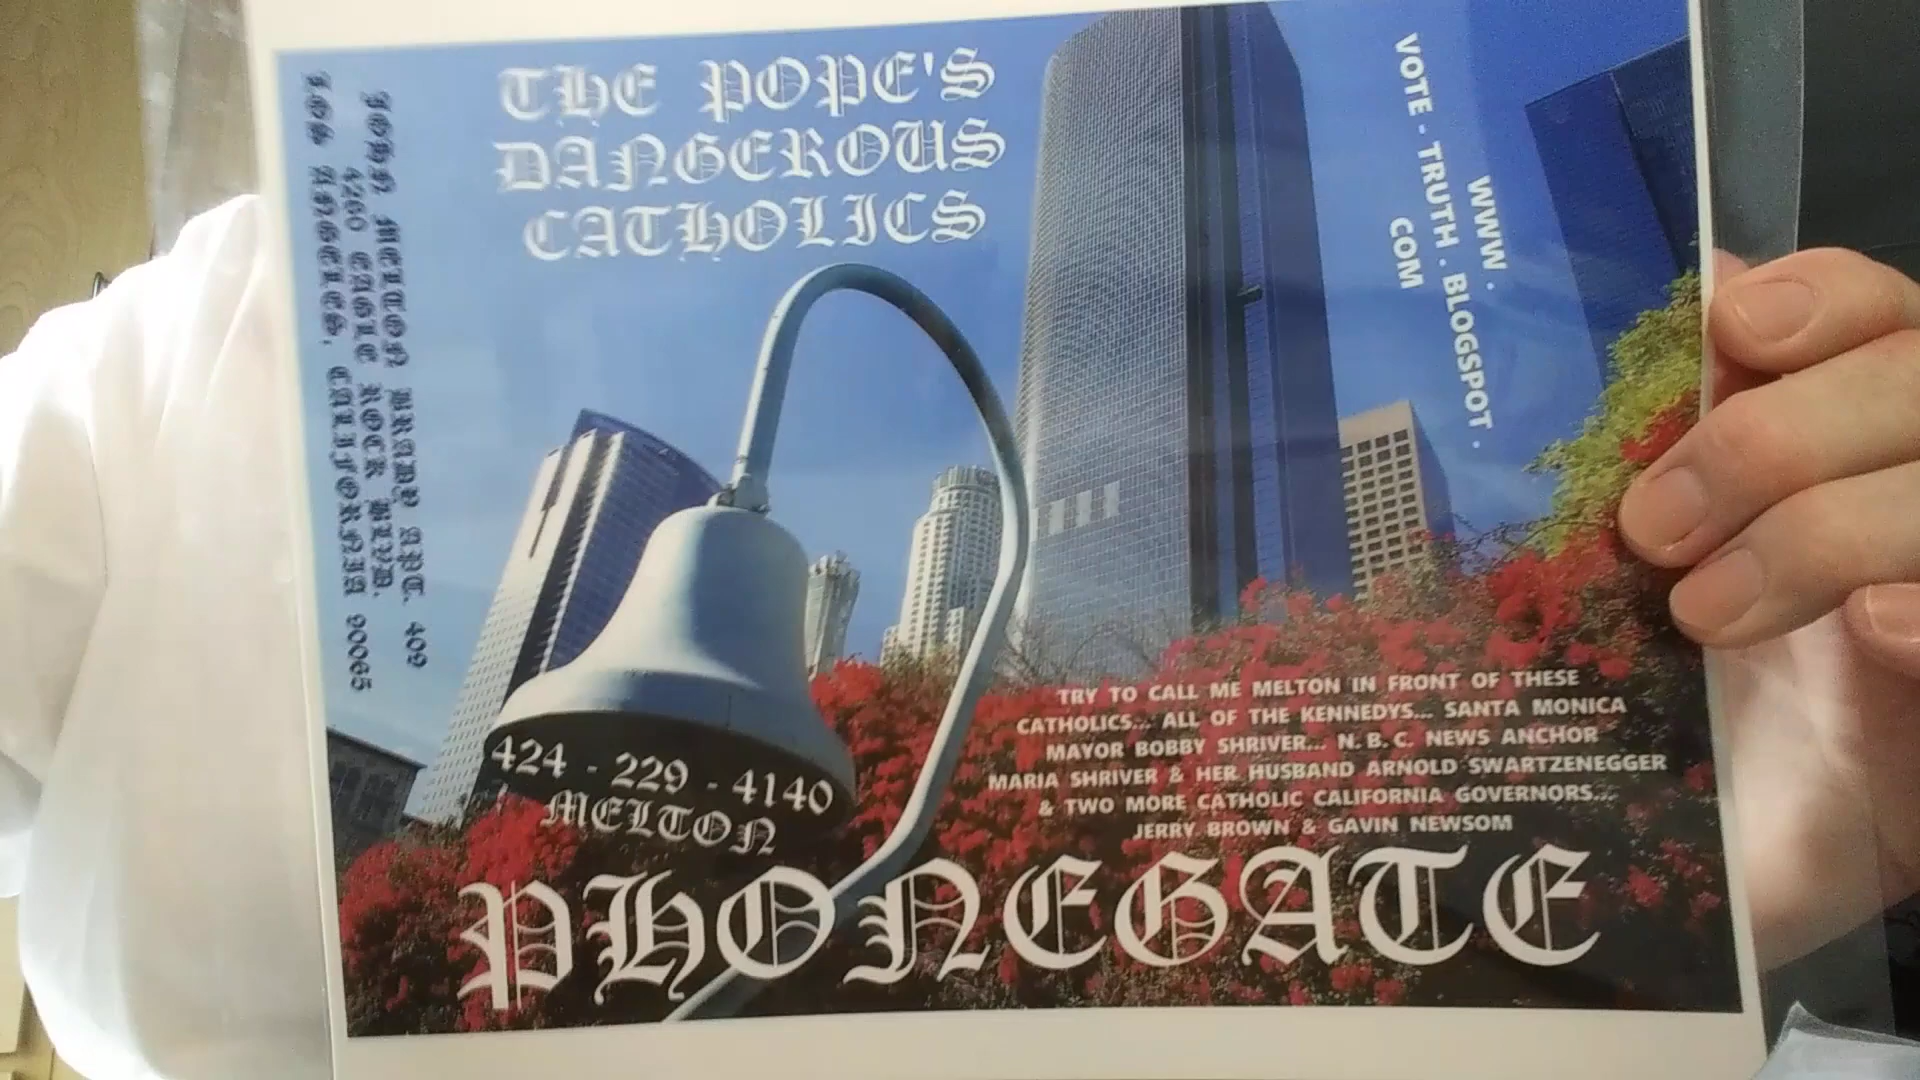 THE POPE'S
DANGEROUS
CATHOLICS
JOHN MELTON BRADY APT. 409
4260 EAGLE ROCK BLVD.
LOS ANGELES, CALIFORNIA 90065
WWW.
VOTE - TRUTH . BLOGSPOT .
COM
TRY TO CALL ME MELTON IN FRONT OF THESE
CATHOLICS... ALL OF THE KENNEDYS... SANTA MONICA
MAYOR BOBBY SHRIVER... N. B. C. NEWS ANCHOR
MARIA SHRIVER & HER HUSBAND ARNOLD SWARTZENEGGER
& TWO MORE CATHOLIC CALIFORNIA GOVERNORS...
JERRY BROWN & GAVIN NEWSOM
424 - 229 - 4140
MELTON
PHONEGATE